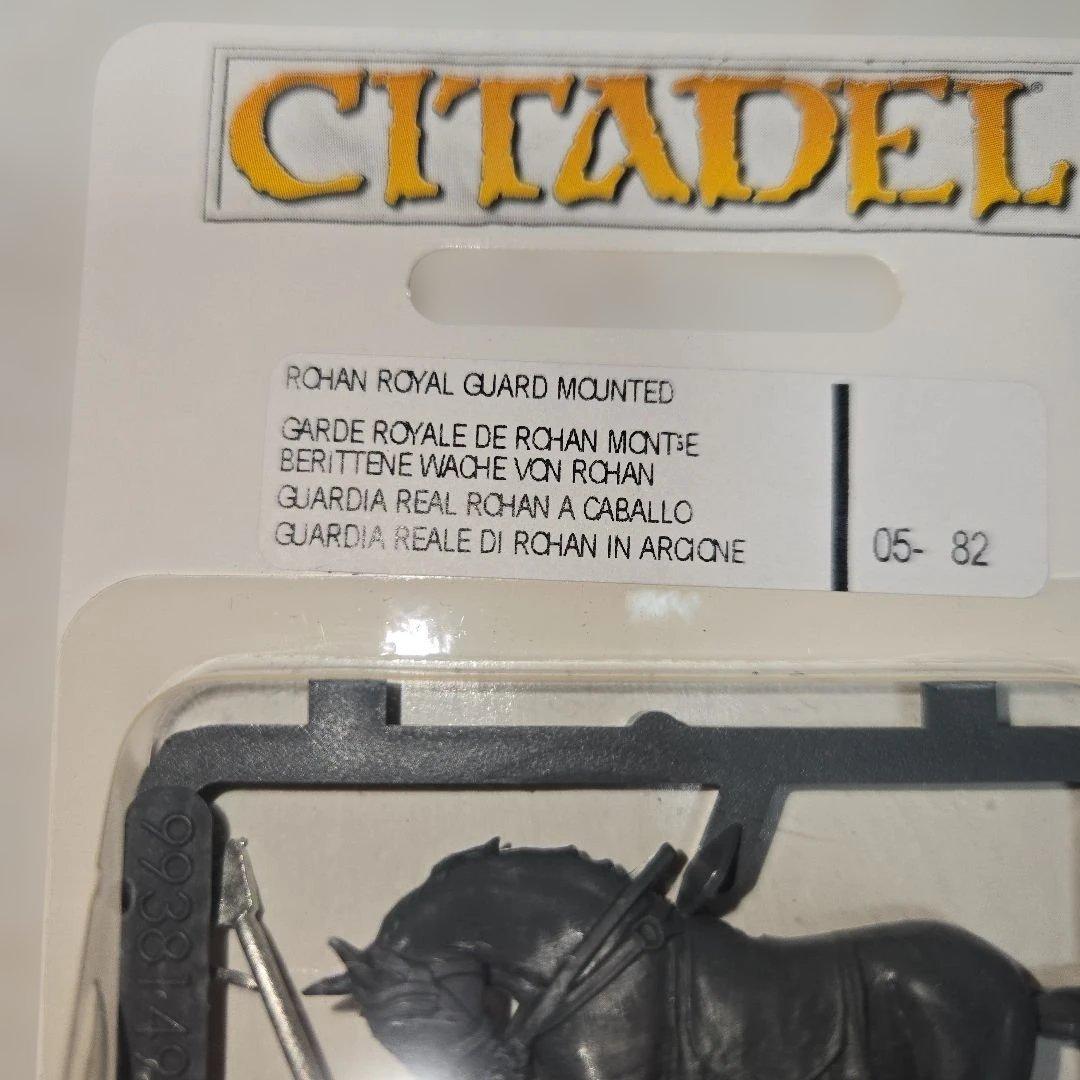 CITADEL®
ROHAN ROYAL GUARD MOUNTED
GARDE ROYALE DE ROHAN MONTÉE
BERITTENE WACHE VON ROHAN
GUARDIA REAL ROHAN A CABALLO
GUARDIA REALE DI ROHAN IN ARCIONE
05- 82
9938149